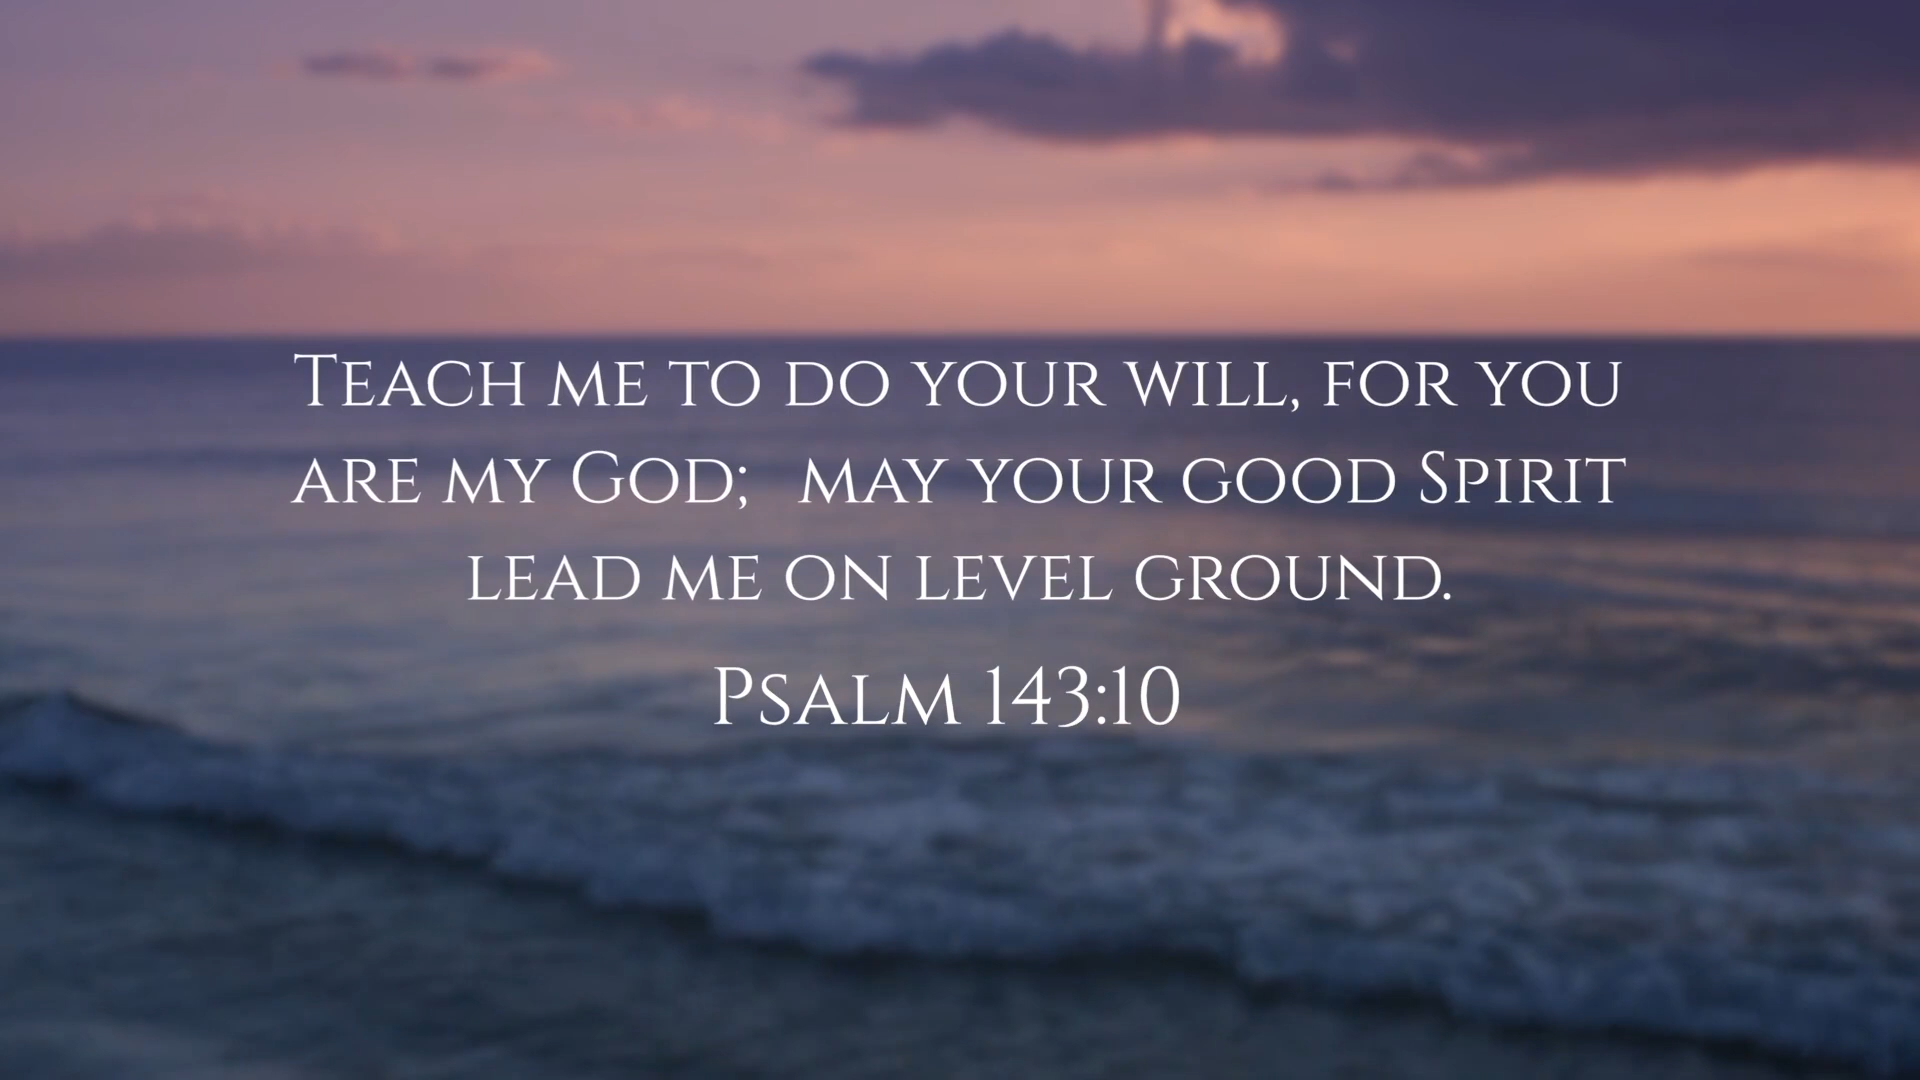 Teach me to do your will, for you
are my God;  may your good Spirit
lead me on level ground.
Psalm 143:10